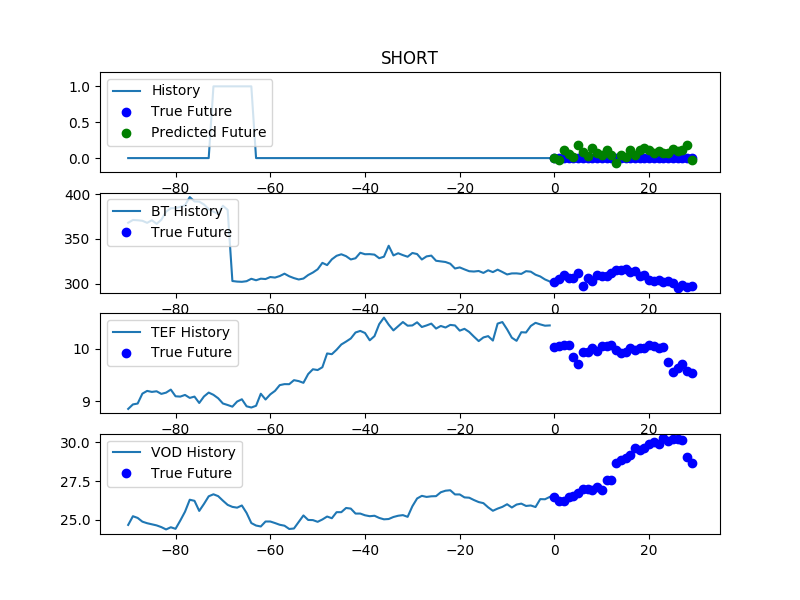 SHORT
1.0
0.5
0.0
History
True Future
Predicted Future
−80 −60 −40 −20 0 20
400
350
300
BT History
True Future
−80 −60 −40 −20 0 20
10
9
TEF History
True Future
−80 −60 −40 −20 0 20
30.0
27.5
25.0
VOD History
True Future
−80 −60 −40 −20 0 20